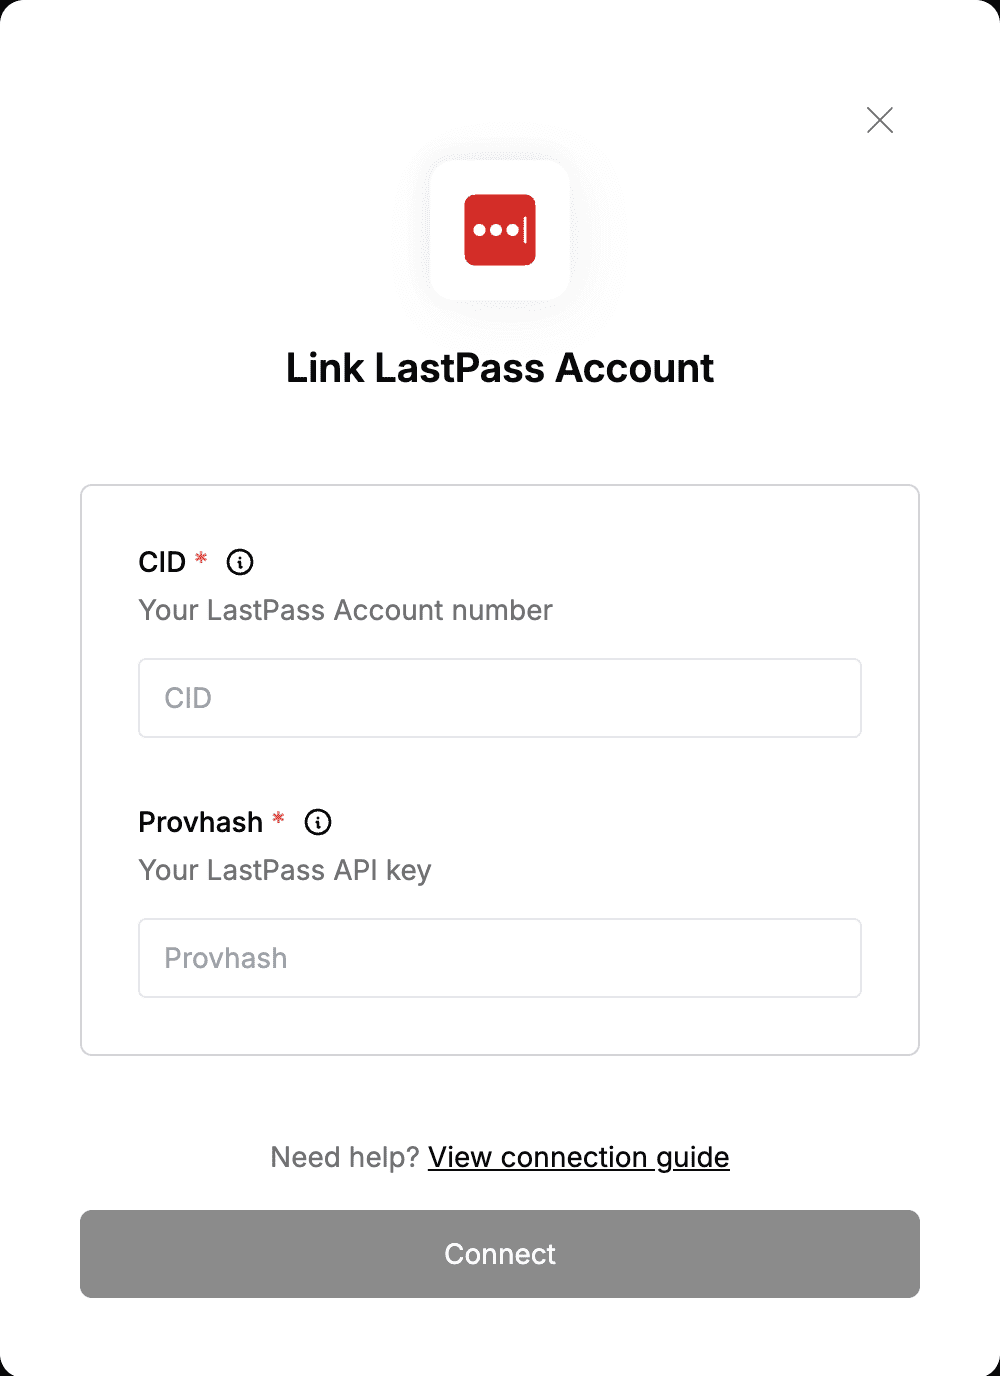 Link LastPass Account
CID *
Your LastPass Account number
CID
Provhash *
Your LastPass API key
Provhash
Need help? View connection guide
Connect